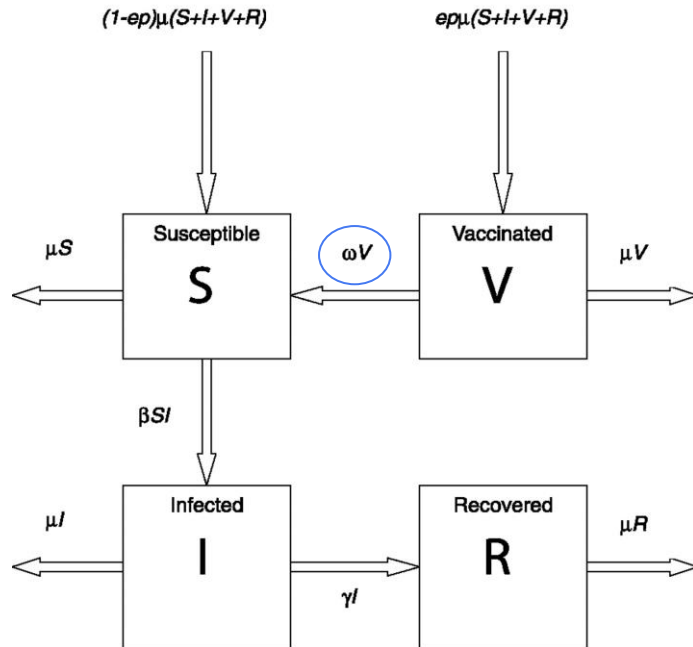 (1-ep)μ(S+I+V+R)
epμ(S+I+V+R)
Susceptible
Vaccinated
μS
S
ωV
V
μV
βSI
Infected
Recovered
μI
I
γI
R
μR